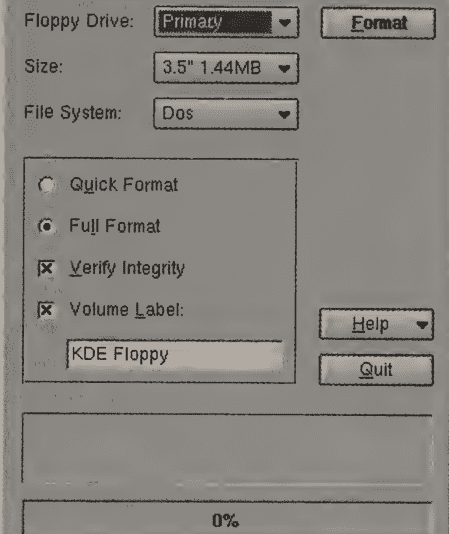 Floppy Drive: Primary Format
Size: 3.5" 1.44MB
File System: Dos
Quick Format
Full Format
Verify Integrity
Volume Label:
KDE Floppy
Help
Quit
0%